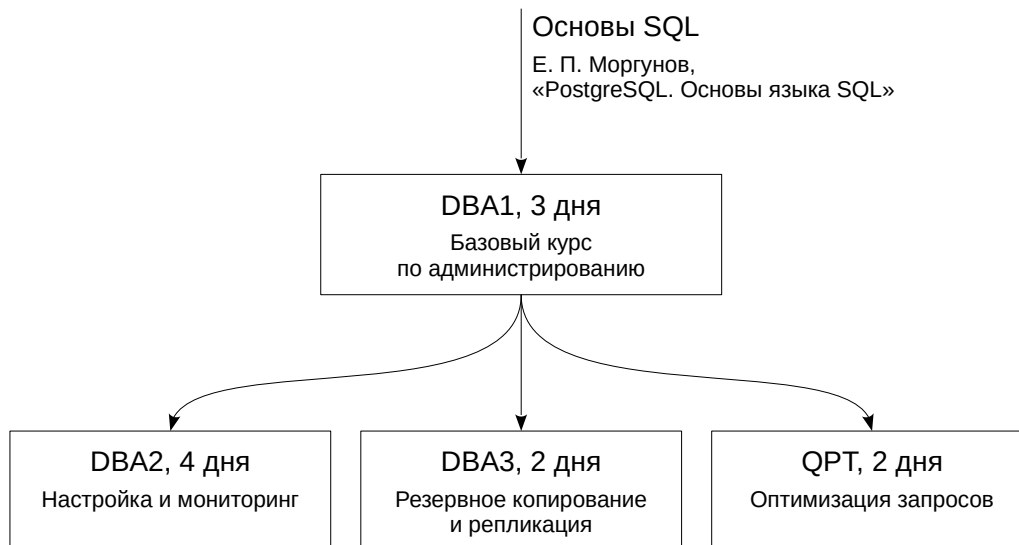 Основы SQL
Е. П. Моргунов,
«PostgreSQL. Основы языка SQL»
DBA1, 3 дня
Базовый курс
по администрированию
DBA2, 4 дня
Настройка и мониторинг
DBA3, 2 дня
Резервное копирование
и репликация
QPT, 2 дня
Оптимизация запросов